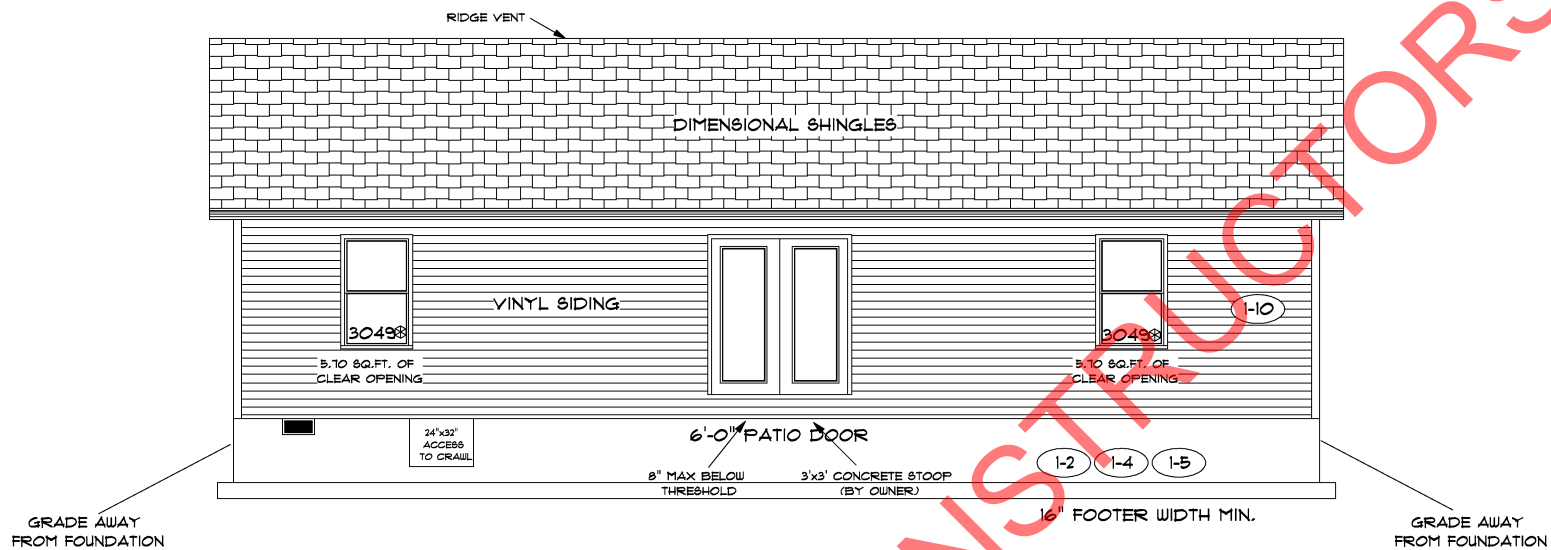 RIDGE VENT
DIMENSIONAL SHINGLES
VINYL SIDING
3049
3049
1-10
5.70 SQ.FT. OF
CLEAR OPENING
5.70 SQ.FT. OF
CLEAR OPENING
24"x32"
ACCESS
TO CRAWL
6'-0" PATIO DOOR
8" MAX BELOW
THRESHOLD
3'x3' CONCRETE STOOP
(BY OWNER)
1-2
1-4
1-5
16" FOOTER WIDTH MIN.
GRADE AWAY
FROM FOUNDATION
GRADE AWAY
FROM FOUNDATION
NSTRUCTORS